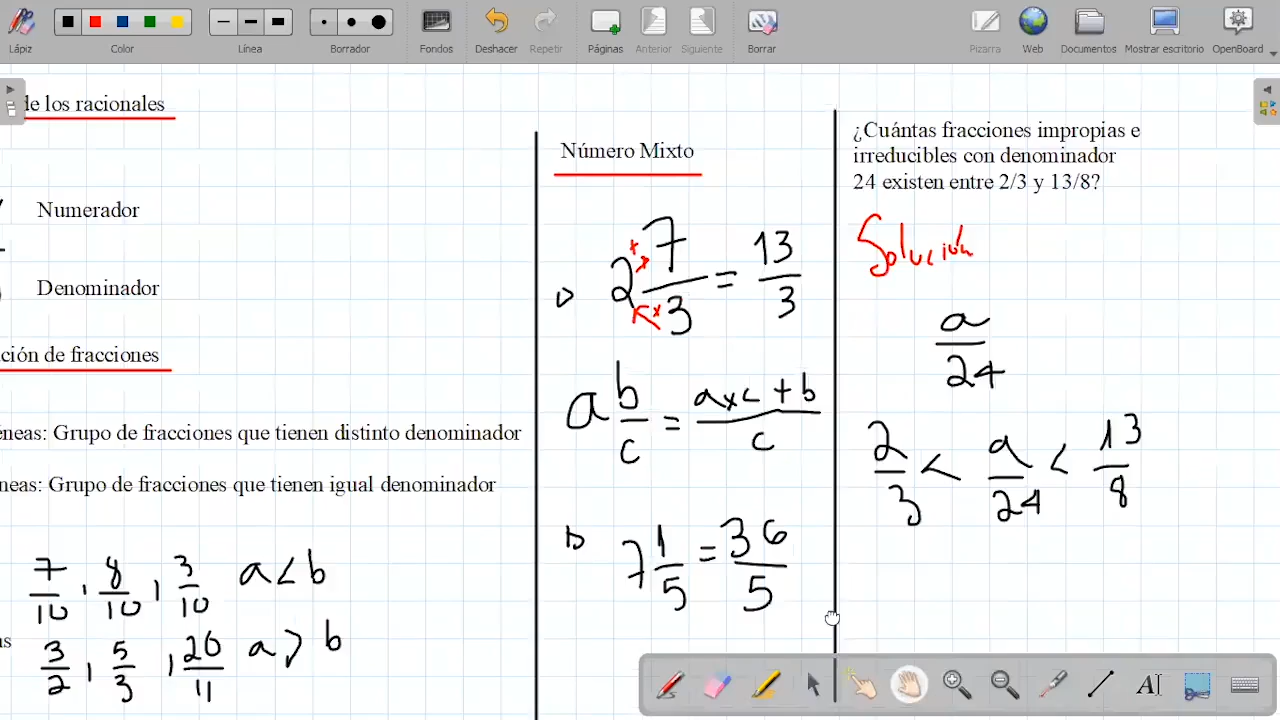 Lápiz Color Línea Borrador Fondos Deshacer Repetir Páginas Anterior Siguiente Borrar Pizarra Web Documentos Mostrar escritorio OpenBoard
de los racionales
Numerador
Denominador
ción de fracciones
éneas: Grupo de fracciones que tienen distinto denominador
neas: Grupo de fracciones que tienen igual denominador
7/10 , 8/10 , 3/10 a < b
as
3/2 , 5/3 , 20/11 a > b
Número Mixto
2 7/3 = 13/3
a b/c = axc + b/c
7 1/5 = 36/5
¿Cuántas fracciones impropias e
irreducibles con denominador
24 existen entre 2/3 y 13/8?
Solución
a/24
2/3 < a/24 < 13/8